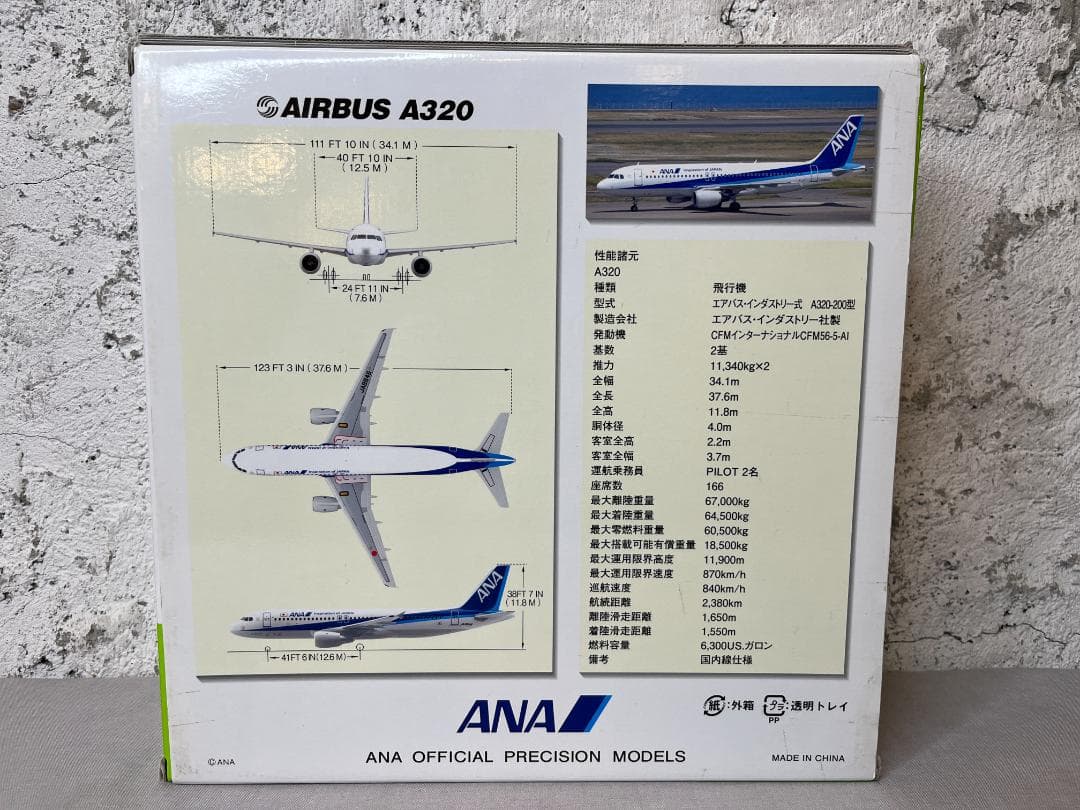 AIRBUS A320
111 FT 10 IN (34.1 M)
40 FT 10 IN
(12.5 M)
24 FT 11 IN
(7.6 M)
123 FT 3 IN (37.6 M)
ANA
ANA
38FT 7 IN
(11.8 M)
ANA
ANA
41FT 6IN(12.6 M)
ANA Inspiration of JAPAN
ANA
性能諸元
A320
種類 飛行機
型式 エアバス・インダストリー式 A320-200型
製造会社 エアバス・インダストリー社製
発動機 CFMインターナショナルCFM56-5-AI
基数 2基
推力 11,340kg×2
全幅 34.1m
全長 37.6m
全高 11.8m
胴体径 4.0m
客室全高 2.2m
客室全幅 3.7m
運航乗務員 PILOT 2名
座席数 166
最大離陸重量 67,000kg
最大着陸重量 64,500kg
最大零燃料重量 60,500kg
最大搭載可能有償重量 18,500kg
最大運用限界高度 11,900m
最大運用限界速度 870km/h
巡航速度 840km/h
航続距離 2,380km
離陸滑走距離 1,650m
着陸滑走距離 1,550m
燃料容量 6,300US.ガロン
備考 国内線仕様
ANA
紙:外箱 プラ:透明トレイ
PP
©ANA
ANA OFFICIAL PRECISION MODELS
MADE IN CHINA